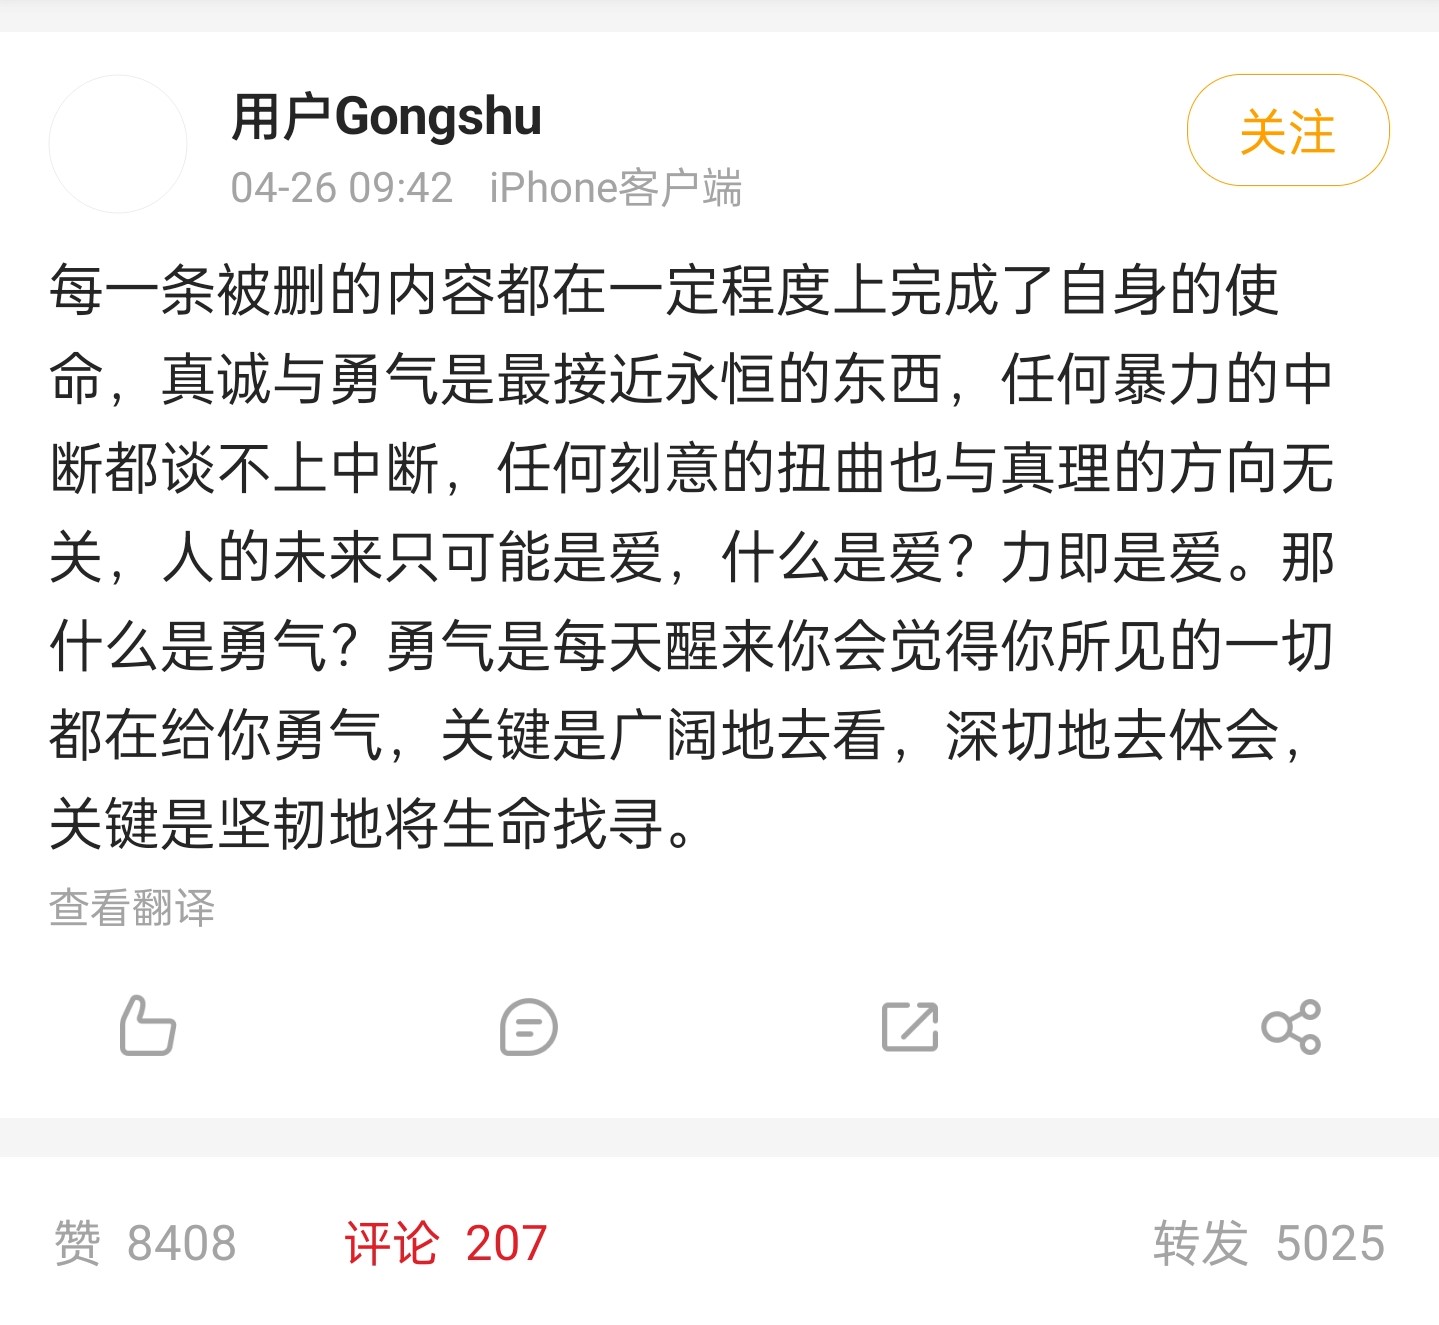 用户Gongshu
关注
04-26 09:42 iPhone客户端
每一条被删的内容都在一定程度上完成了自身的使
命，真诚与勇气是最接近永恒的东西，任何暴力的中
断都谈不上中断，任何刻意的扭曲也与真理的方向无
关，人的未来只可能是爱，什么是爱？力即是爱。那
什么是勇气？勇气是每天醒来你会觉得你所见的一切
都在给你勇气，关键是广阔地去看，深切地去体会，
关键是坚韧地将生命找寻。
查看翻译
赞 8408 评论 207 转发 5025